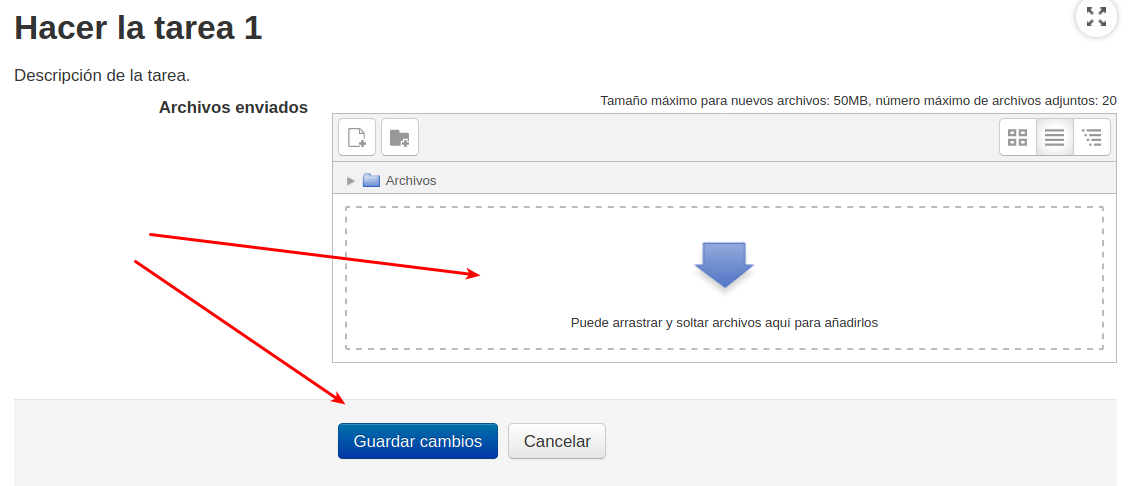 Hacer la tarea 1
Descripción de la tarea.
Archivos enviados
Tamaño máximo para nuevos archivos: 50MB, número máximo de archivos adjuntos: 20
Archivos
Puede arrastrar y soltar archivos aquí para añadirlos
Guardar cambios
Cancelar